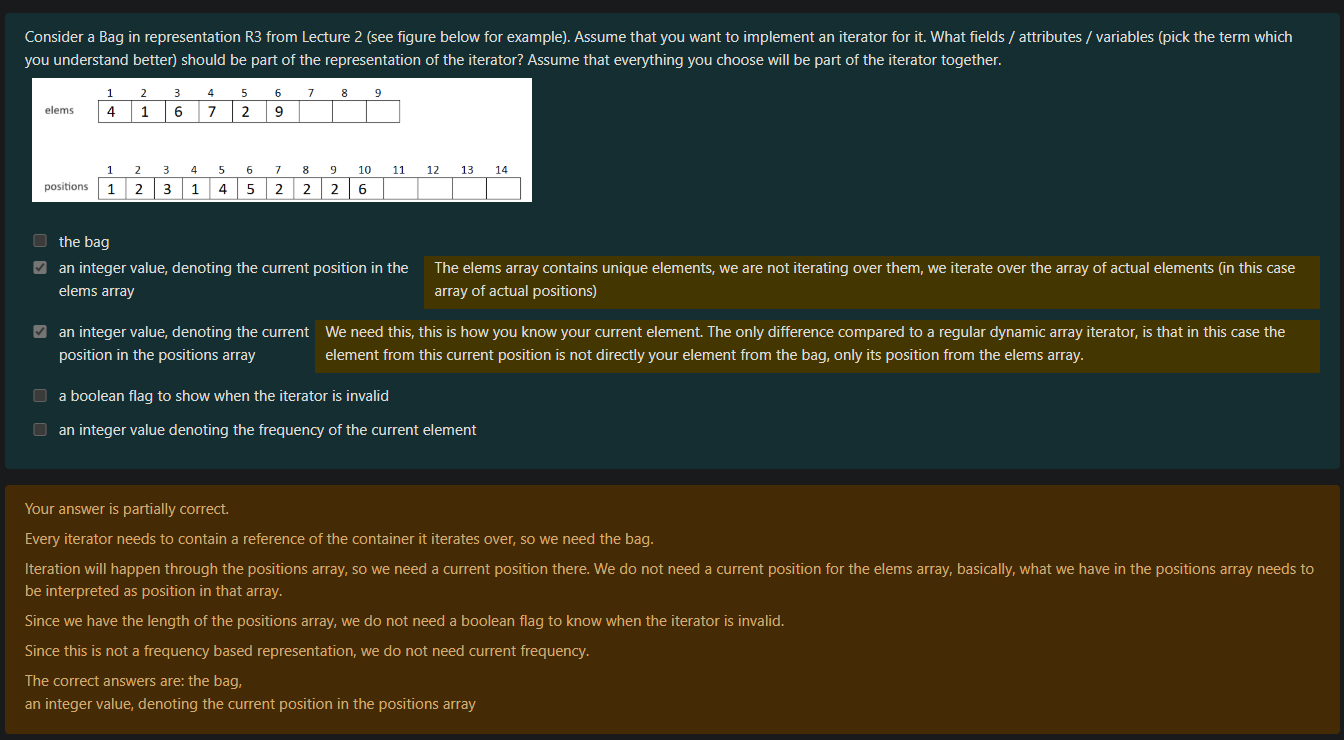 Consider a Bag in representation R3 from Lecture 2 (see figure below for example). Assume that you want to implement an iterator for it. What fields / attributes / variables (pick the term which
you understand better) should be part of the representation of the iterator? Assume that everything you choose will be part of the iterator together.
1 2 3 4 5 6 7 8 9
elems 4 1 6 7 2 9
1 2 3 4 5 6 7 8 9 10 11 12 13 14
positions 1 2 3 1 4 5 2 2 2 6
the bag
an integer value, denoting the current position in the
elems array
The elems array contains unique elements, we are not iterating over them, we iterate over the array of actual elements (in this case
array of actual positions)
an integer value, denoting the current
position in the positions array
We need this, this is how you know your current element. The only difference compared to a regular dynamic array iterator, is that in this case the
element from this current position is not directly your element from the bag, only its position from the elems array.
a boolean flag to show when the iterator is invalid
an integer value denoting the frequency of the current element
Your answer is partially correct.
Every iterator needs to contain a reference of the container it iterates over, so we need the bag.
Iteration will happen through the positions array, so we need a current position there. We do not need a current position for the elems array, basically, what we have in the positions array needs to
be interpreted as position in that array.
Since we have the length of the positions array, we do not need a boolean flag to know when the iterator is invalid.
Since this is not a frequency based representation, we do not need current frequency.
The correct answers are: the bag,
an integer value, denoting the current position in the positions array